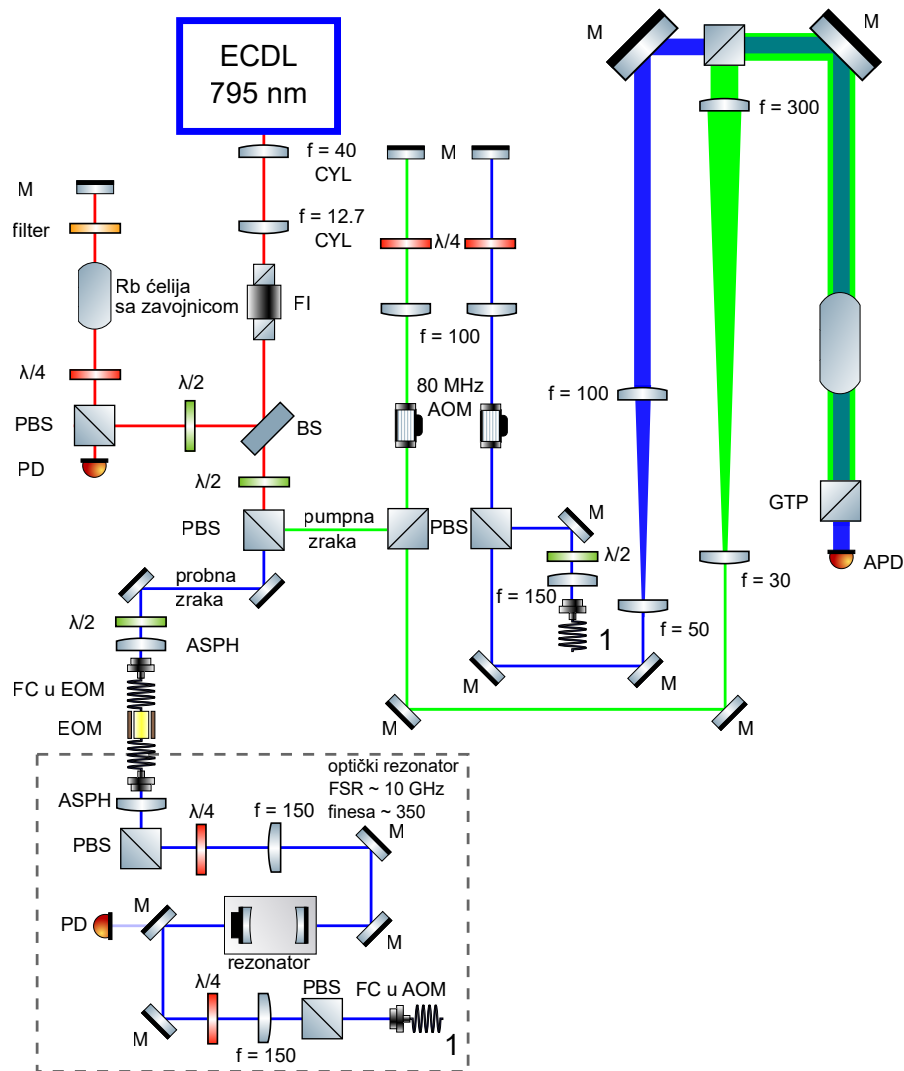 ECDL
795 nm
f = 40
CYL
M
filter
Rb ćelija
sa zavojnicom
f = 12.7
CYL
FI
λ/4
λ/2
PBS
PD
BS
λ/2
PBS
pumpna
zraka
probna
zraka
M
λ/4
f = 100
80 MHz
AOM
PBS
M
λ/2
f = 150
1
M
M
f = 300
f = 100
f = 30
f = 50
GTP
APD
M
M
M
M
λ/2
ASPH
FC u EOM
EOM
optički rezonator
FSR ~ 10 GHz
finesa ~ 350
ASPH
λ/4
f = 150
M
PBS
PD
M
M
rezonator
λ/4
PBS
FC u AOM
M
f = 150
1